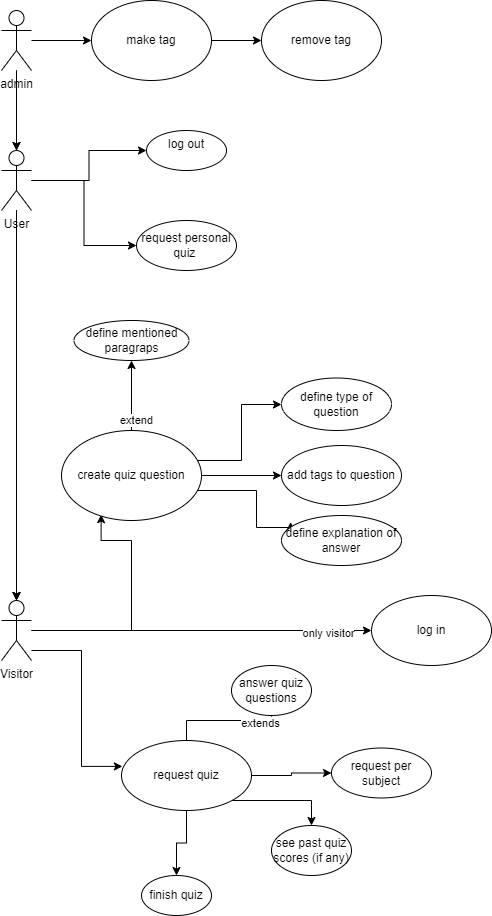 make tag
remove tag
admin
log out
User
request personal
quiz
define mentioned
paragraps
define type of
question
extend
create quiz question
add tags to question
define explanation of
answer
only visitor
log in
Visitor
answer quiz
questions
extends
request quiz
request per
subject
see past quiz
scores (if any)
finish quiz